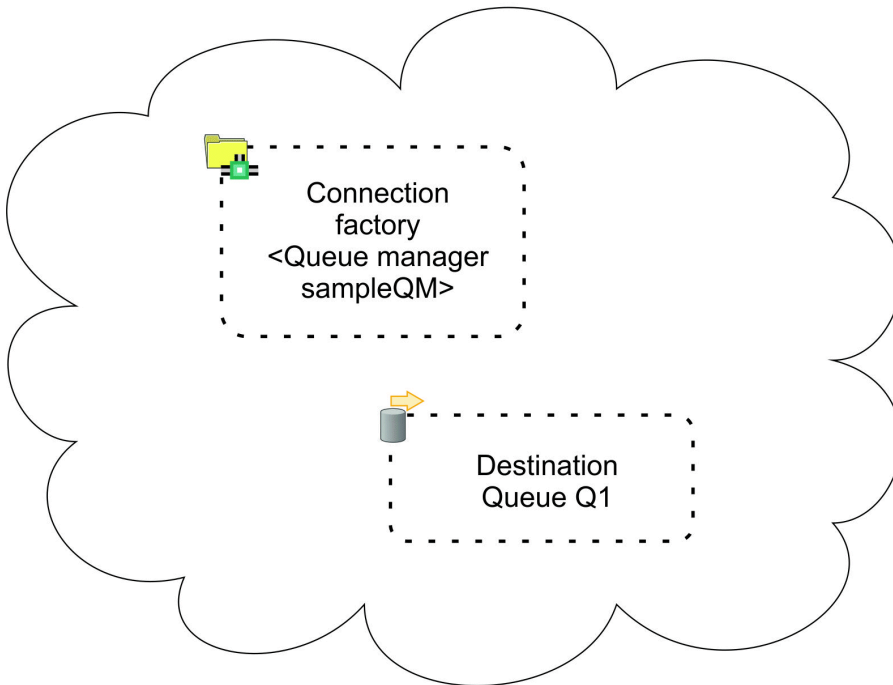 Connection
factory
<Queue manager
sampleQM>
Destination
Queue Q1